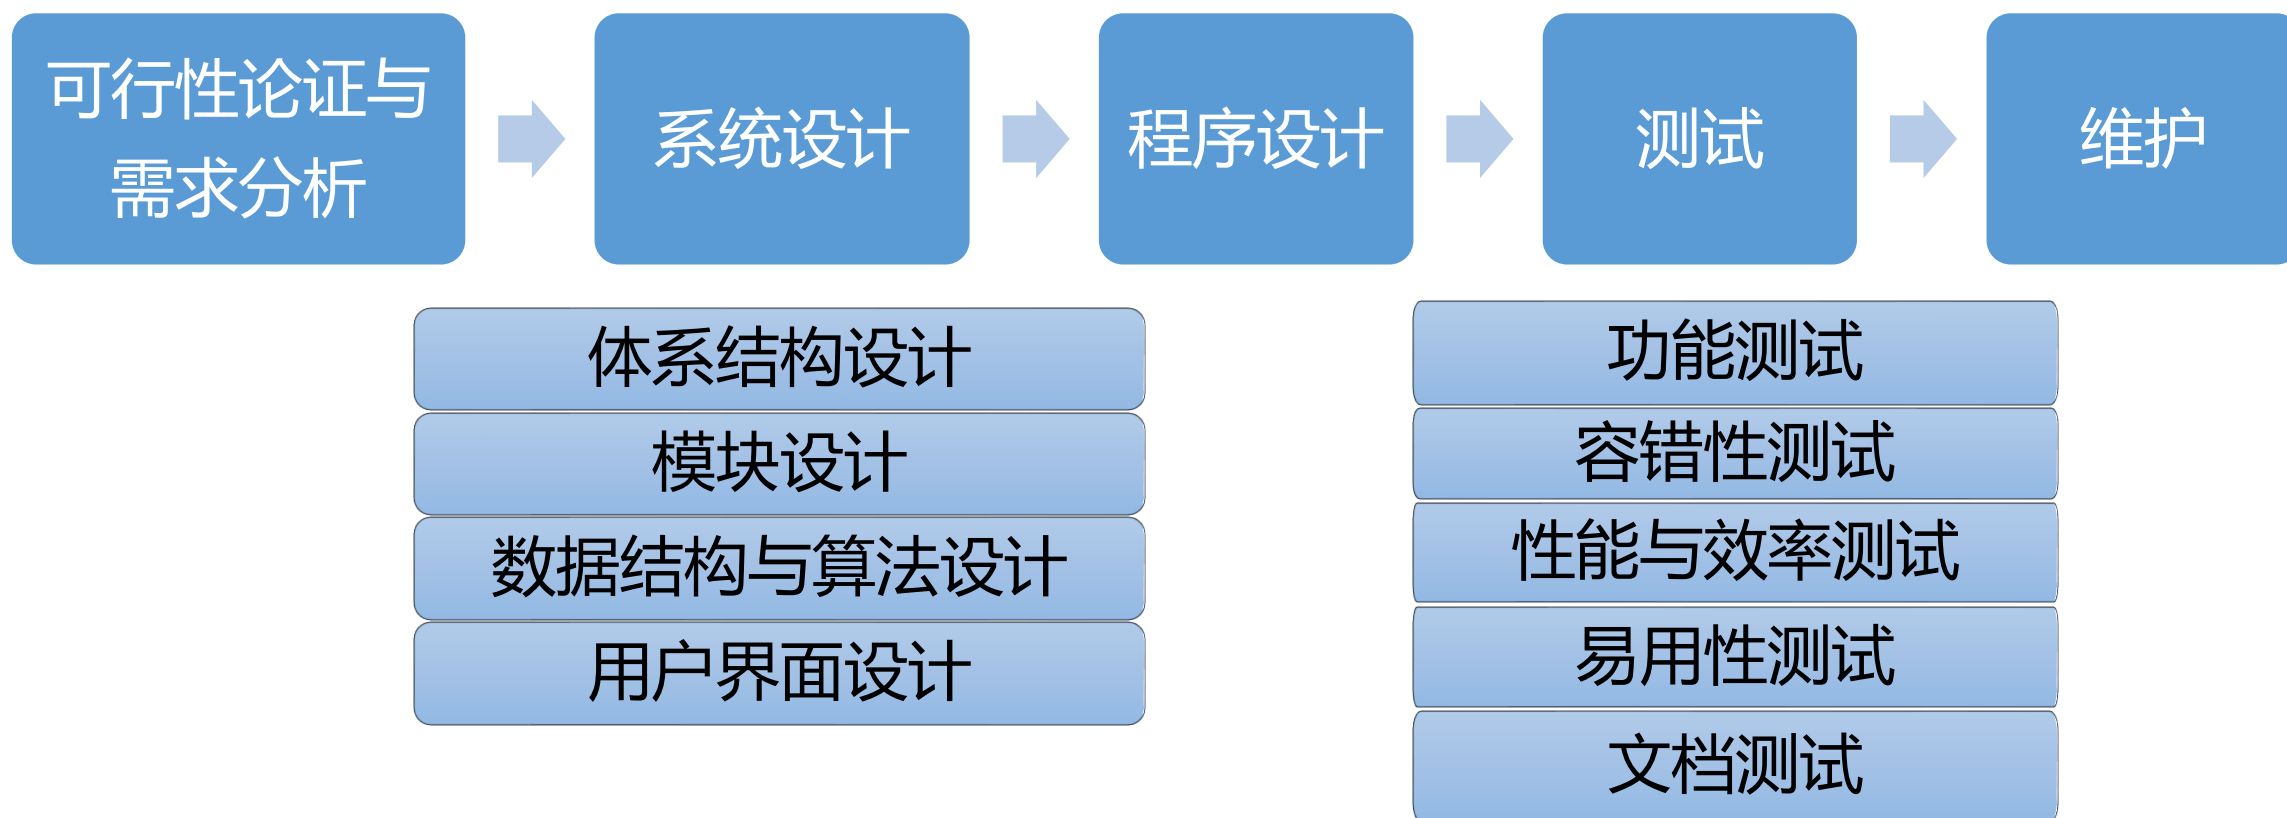 可行性论证与
需求分析
系统设计
程序设计
测试
维护
体系结构设计
模块设计
数据结构与算法设计
用户界面设计
功能测试
容错性测试
性能与效率测试
易用性测试
文档测试